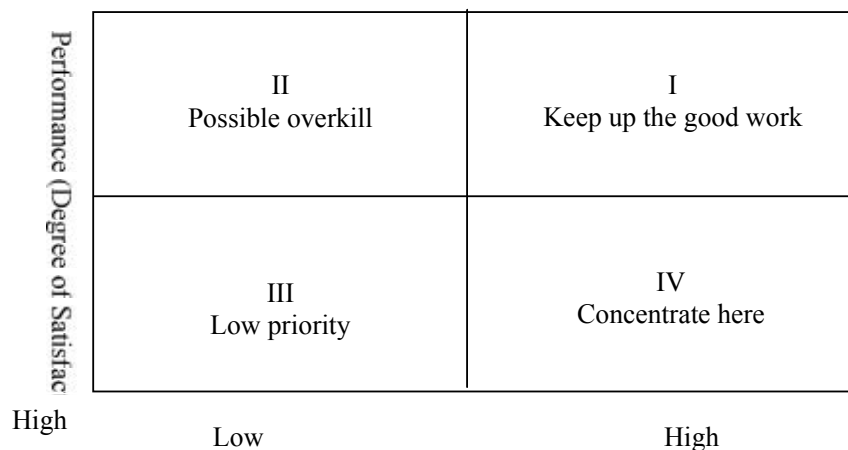 Performance (Degree of Satisfac
II
Possible overkill
I
Keep up the good work
III
Low priority
IV
Concentrate here
High
Low
High